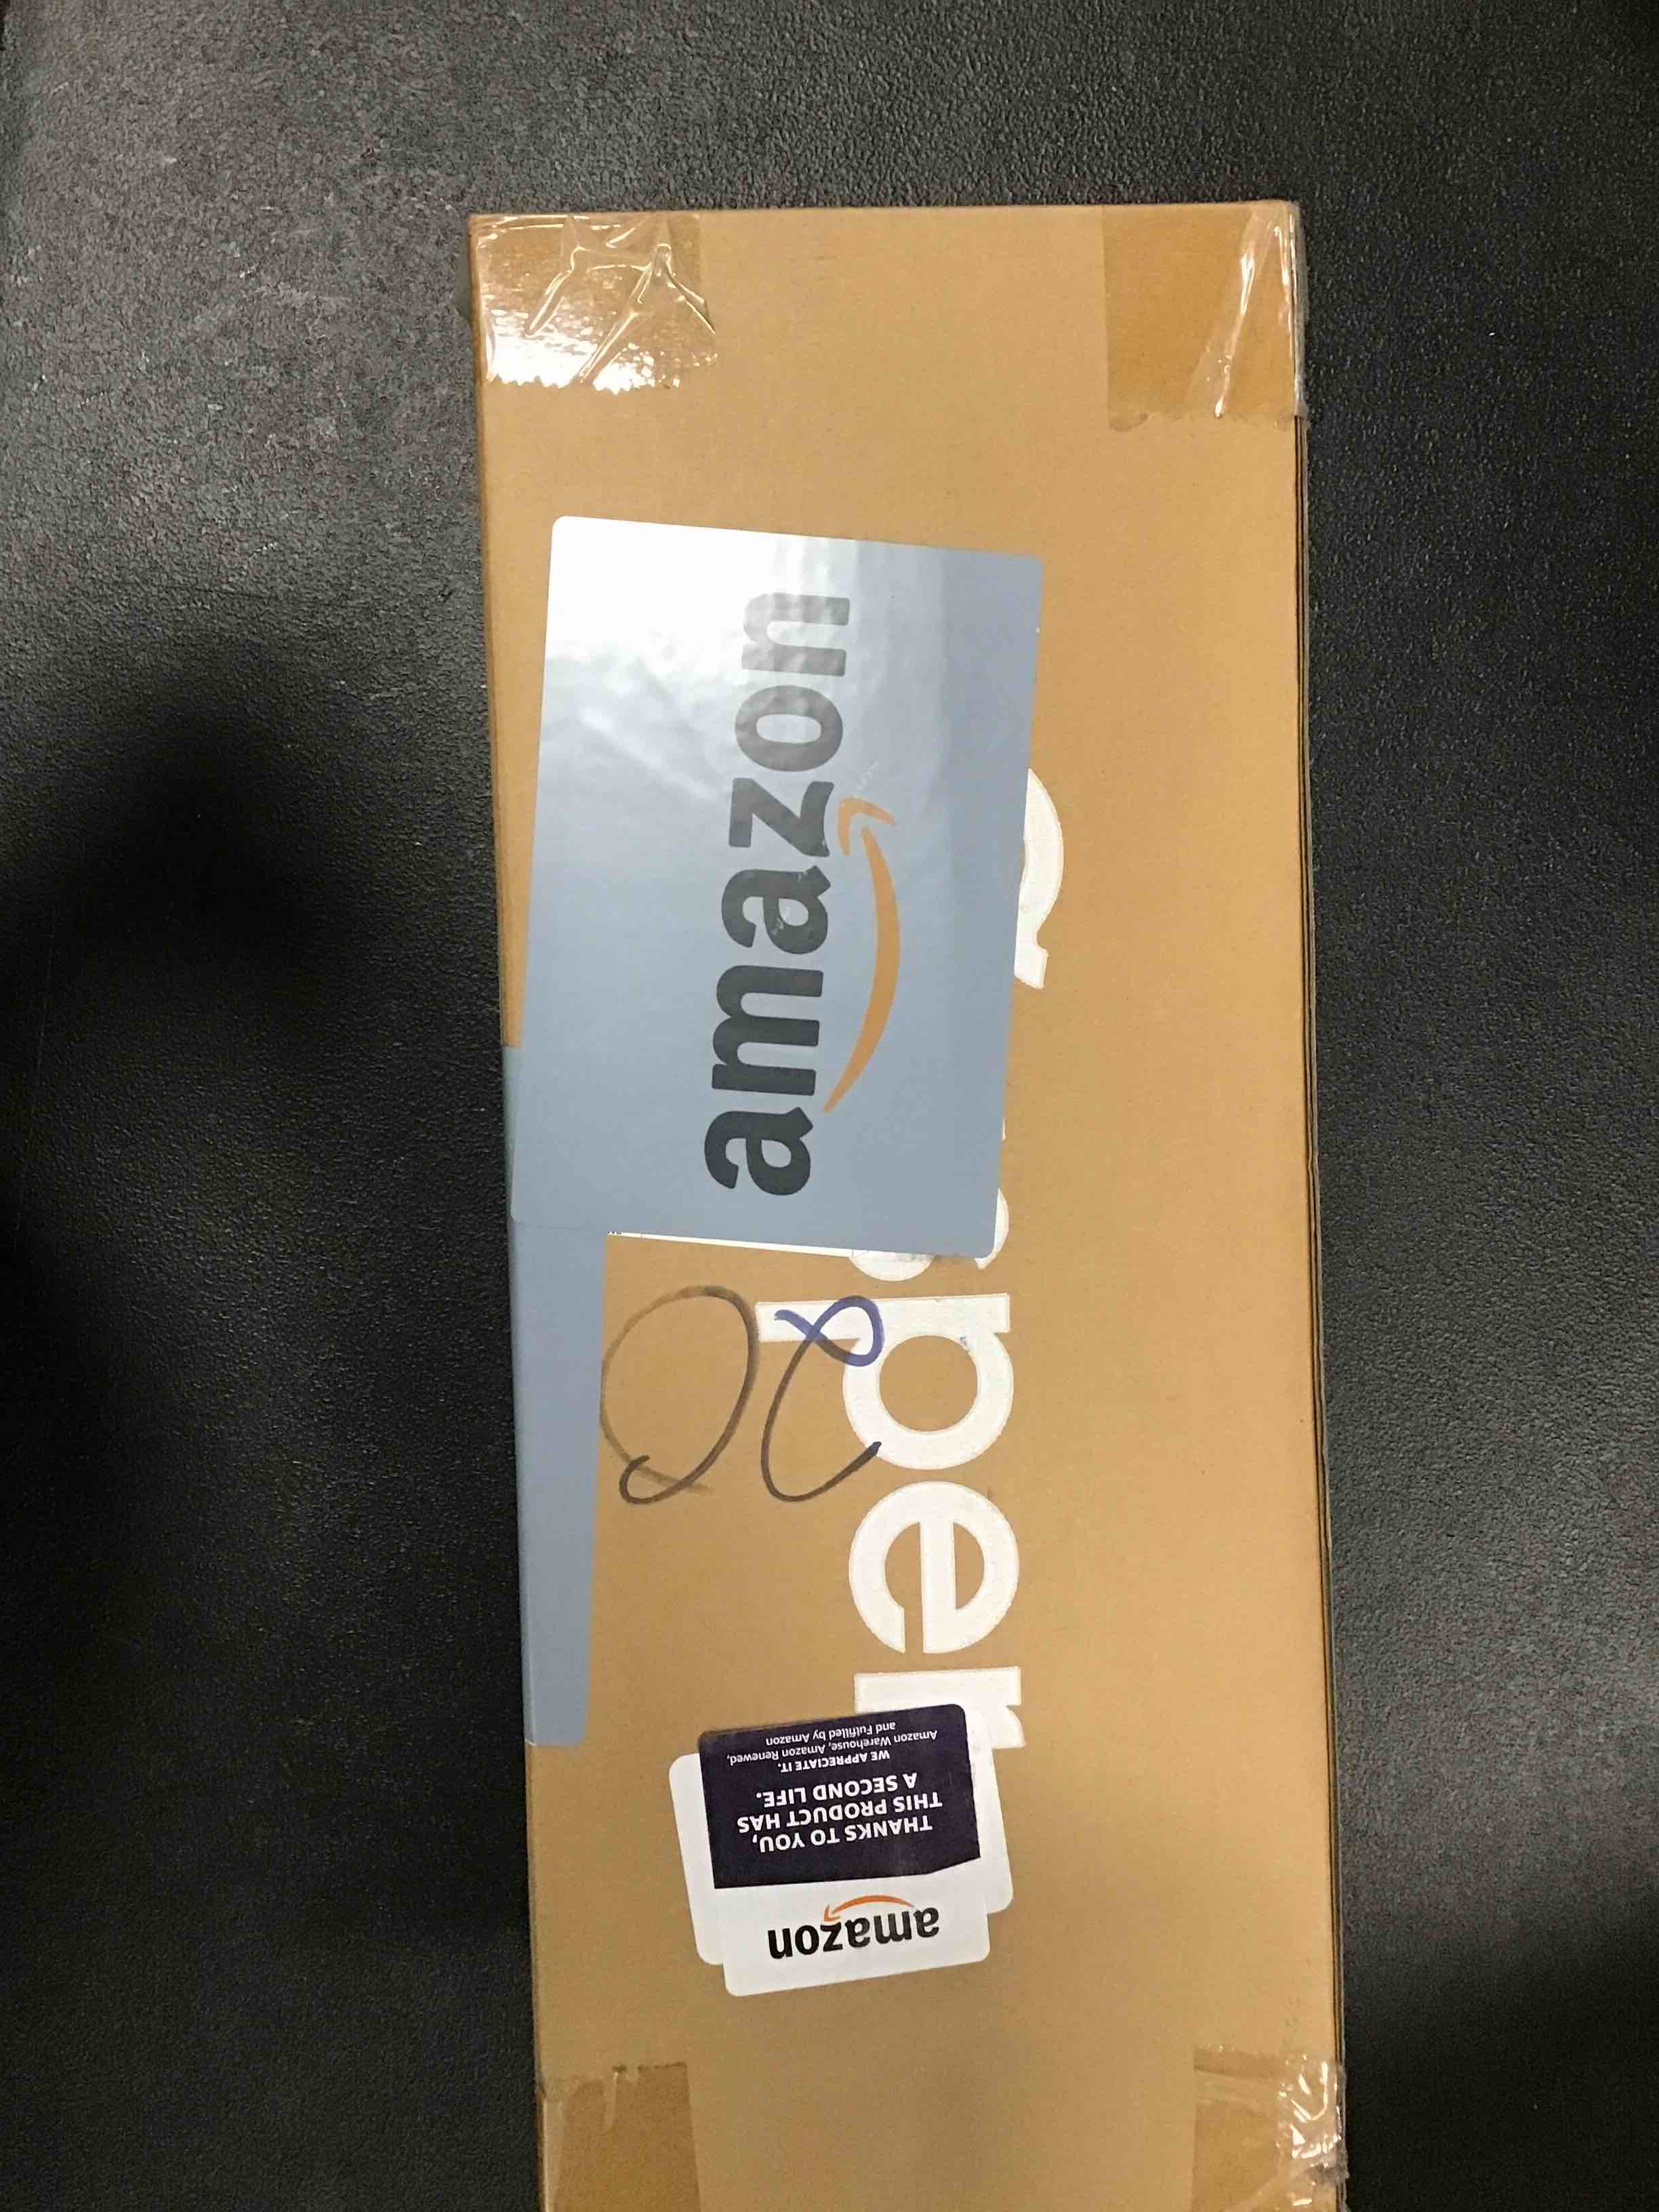 amazon
per
amazon
THANKS TO YOU,
THIS PRODUCT HAS
A SECOND LIFE.
WE APPRECIATE IT.
Amazon Warehouse, Amazon Renewed,
and Fulfilled by Amazon